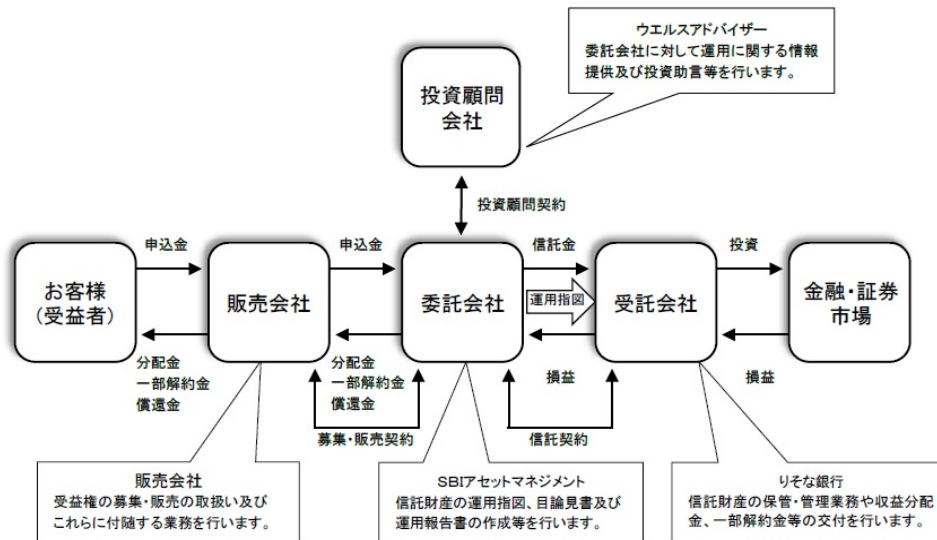 ウエルスアドバイザー
委託会社に対して運用に関する情報
提供及び投資助言等を行います。
投資顧問
会社
投資顧問契約
申込金
申込金
信託金
投資
お客様
(受益者)
販売会社
委託会社
運用指図
受託会社
金融・証券
市場
分配金
一部解約金
償還金
分配金
一部解約金
償還金
損益
損益
募集・販売契約
信託契約
販売会社
受益権の募集・販売の取扱い及び
これらに付随する業務を行います。
SBIアセットマネジメント
信託財産の運用指図、目論見書及び
運用報告書の作成等を行います。
りそな銀行
信託財産の保管・管理業務や収益分配
金、一部解約金等の交付を行います。